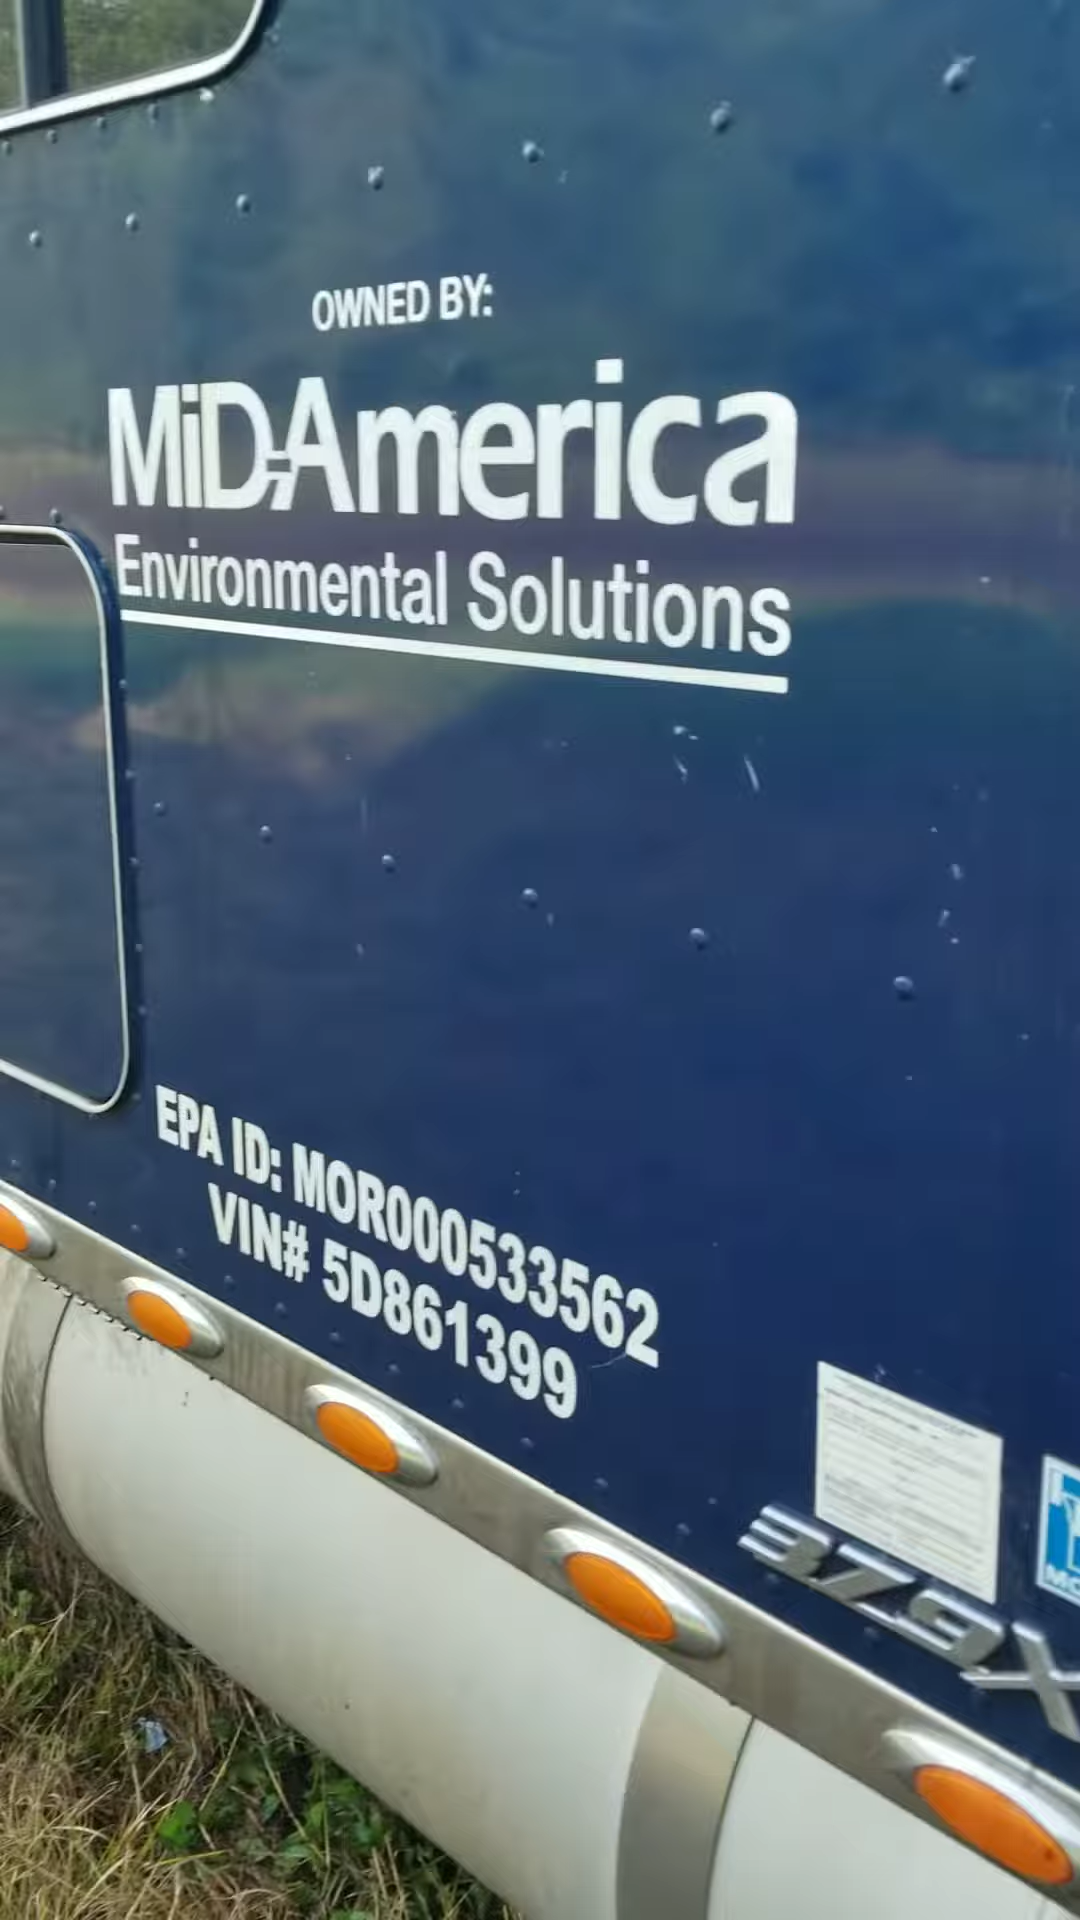 OWNED BY:
MiD-America
Environmental Solutions
EPA ID: MOR000533562
VIN# 5D861399
379X